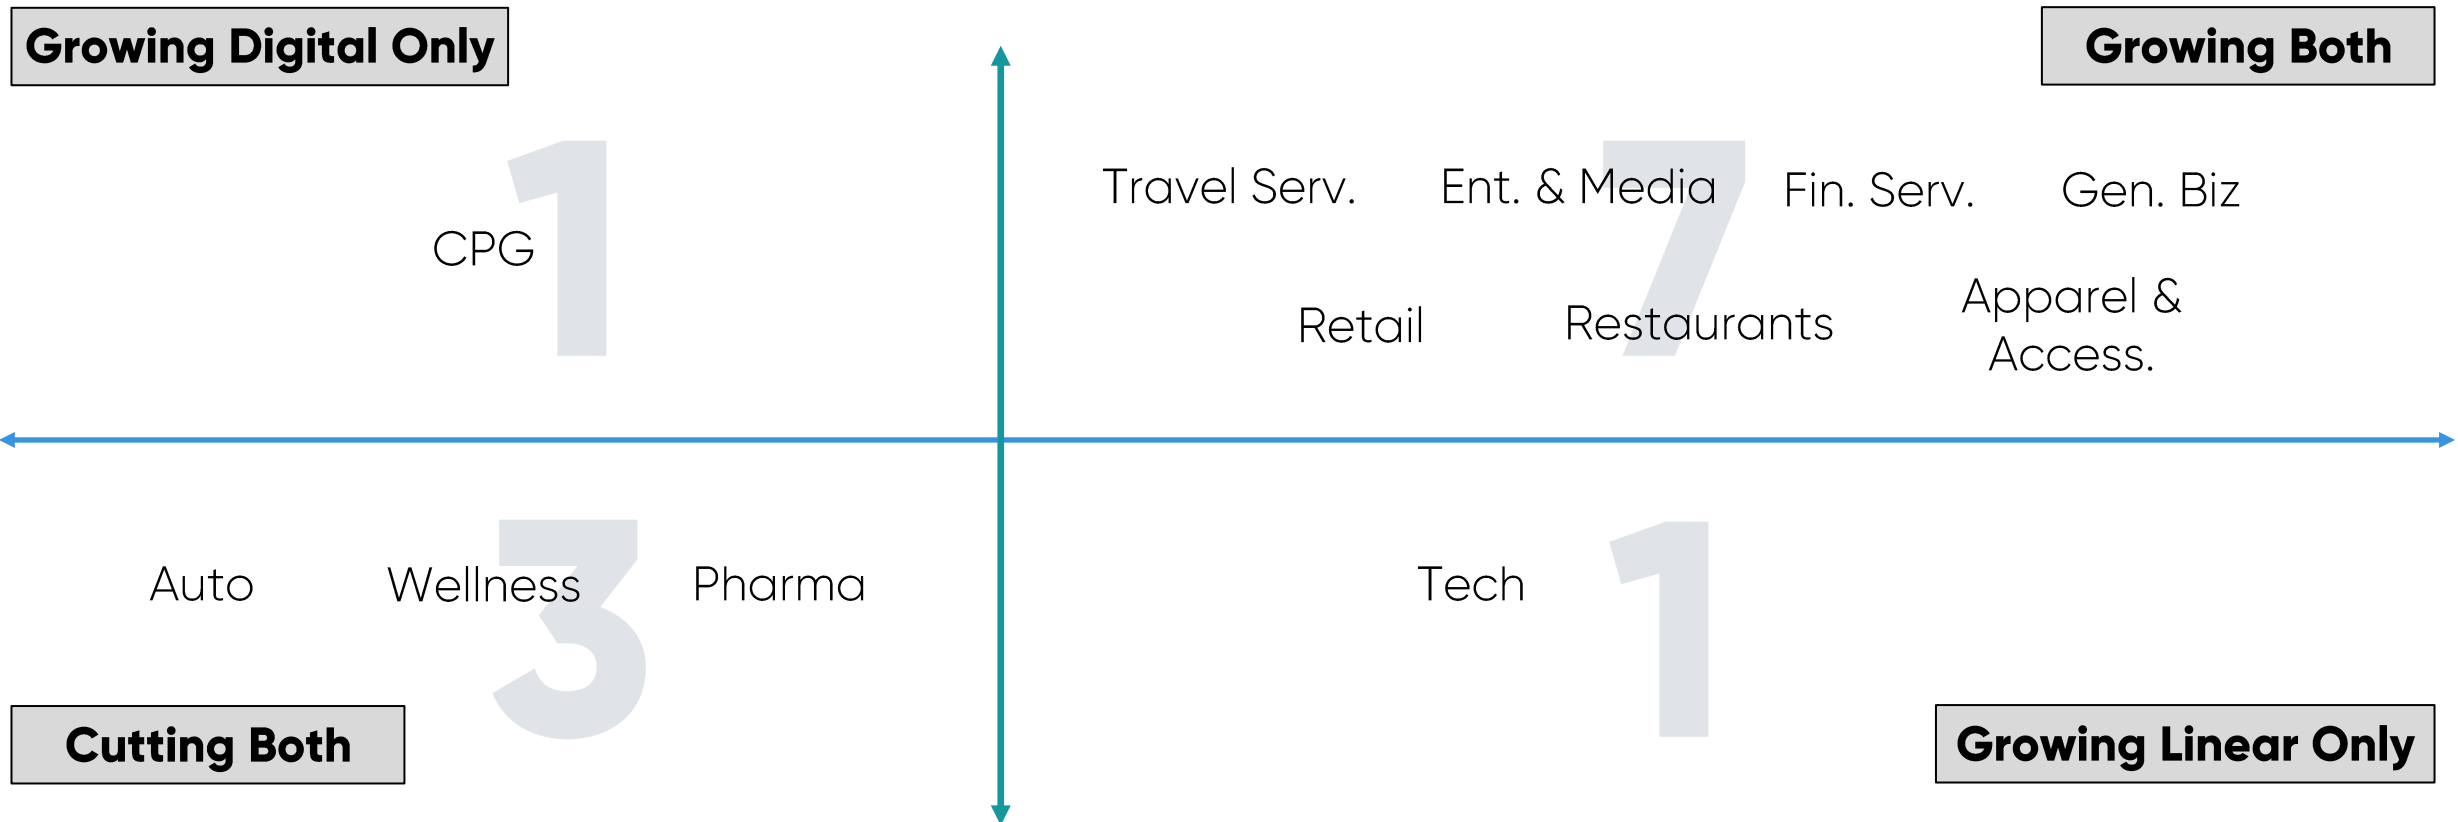 Growing Digital Only
Growing Both
1
7
Travel Serv.
Ent. & Media
Fin. Serv.
Gen. Biz
CPG
Retail
Restaurants
Apparel &
Access.
3
1
Auto
Wellness
Pharma
Tech
Cutting Both
Growing Linear Only